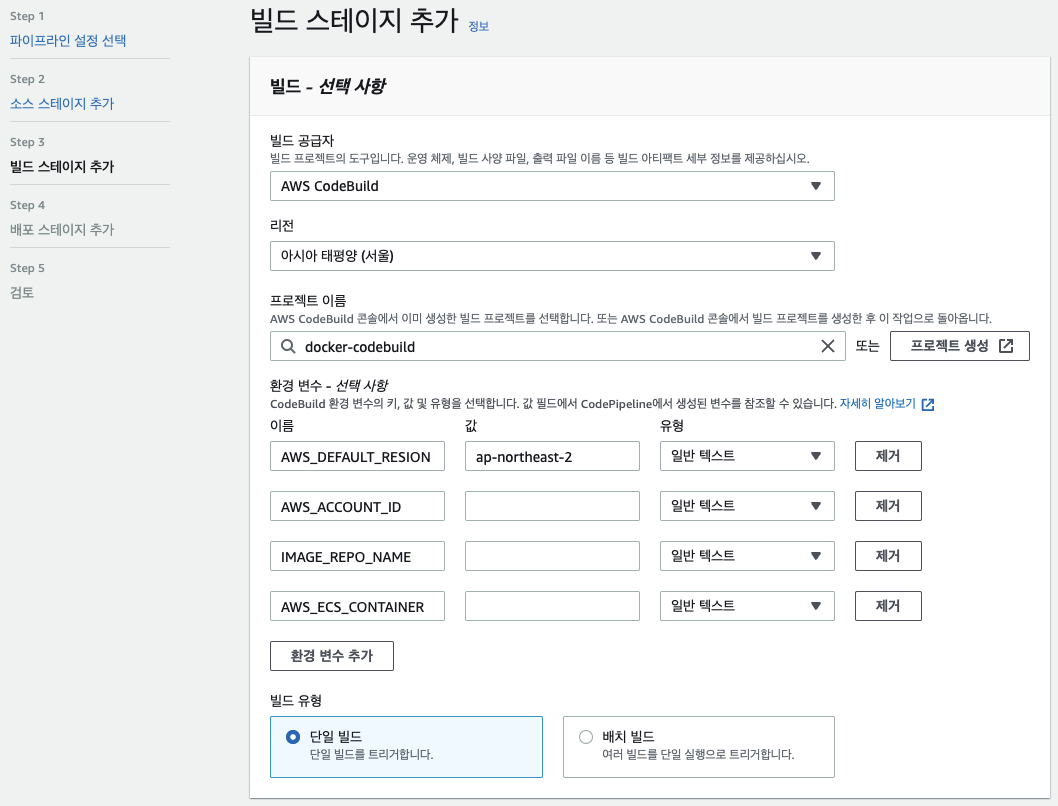 Step 1
파이프라인 설정 선택
Step 2
소스 스테이지 추가
Step 3
빌드 스테이지 추가
Step 4
배포 스테이지 추가
Step 5
검토
빌드 스테이지 추가 정보
빌드 - 선택 사항
빌드 공급자
빌드 프로젝트의 도구입니다. 운영 체제, 빌드 사양 파일, 출력 파일 이름 등 빌드 아티팩트 세부 정보를 제공하십시오.
AWS CodeBuild
리전
아시아 태평양 (서울)
프로젝트 이름
AWS CodeBuild 콘솔에서 이미 생성한 빌드 프로젝트를 선택합니다. 또는 AWS CodeBuild 콘솔에서 빌드 프로젝트를 생성한 후 이 작업으로 돌아옵니다.
docker-codebuild 또는 프로젝트 생성
환경 변수 - 선택 사항
CodeBuild 환경 변수의 키, 값 및 유형을 선택합니다. 값 필드에서 CodePipeline에서 생성된 변수를 참조할 수 있습니다. 자세히 알아보기
이름 값 유형
AWS_DEFAULT_RESION ap-northeast-2 일반 텍스트 제거
AWS_ACCOUNT_ID 일반 텍스트 제거
IMAGE_REPO_NAME 일반 텍스트 제거
AWS_ECS_CONTAINER 일반 텍스트 제거
환경 변수 추가
빌드 유형
단일 빌드
단일 빌드를 트리거합니다.
배치 빌드
여러 빌드를 단일 실행으로 트리거합니다.